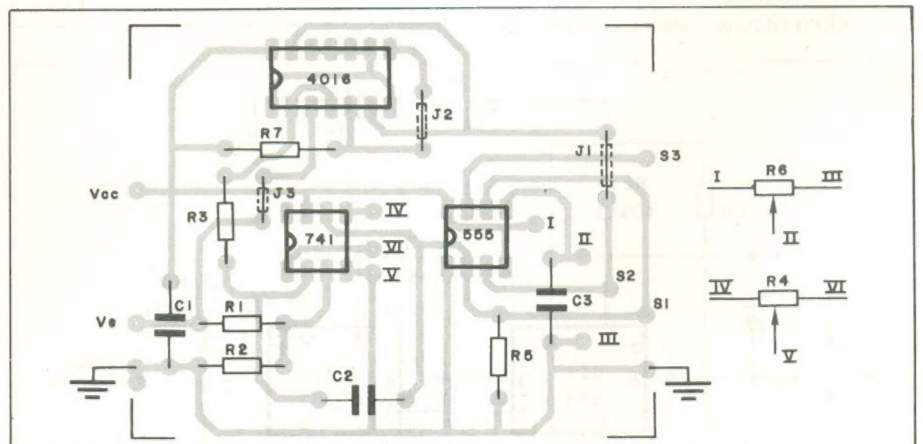 4016
J2
R7
J1
S3
I
R6
III
Vcc
J3
IV
R3
741
VI
555
I
II
II
V
S2
IV
R4
VI
C1
C3
S1
Ve
R1
V
R2
R5
III
C2